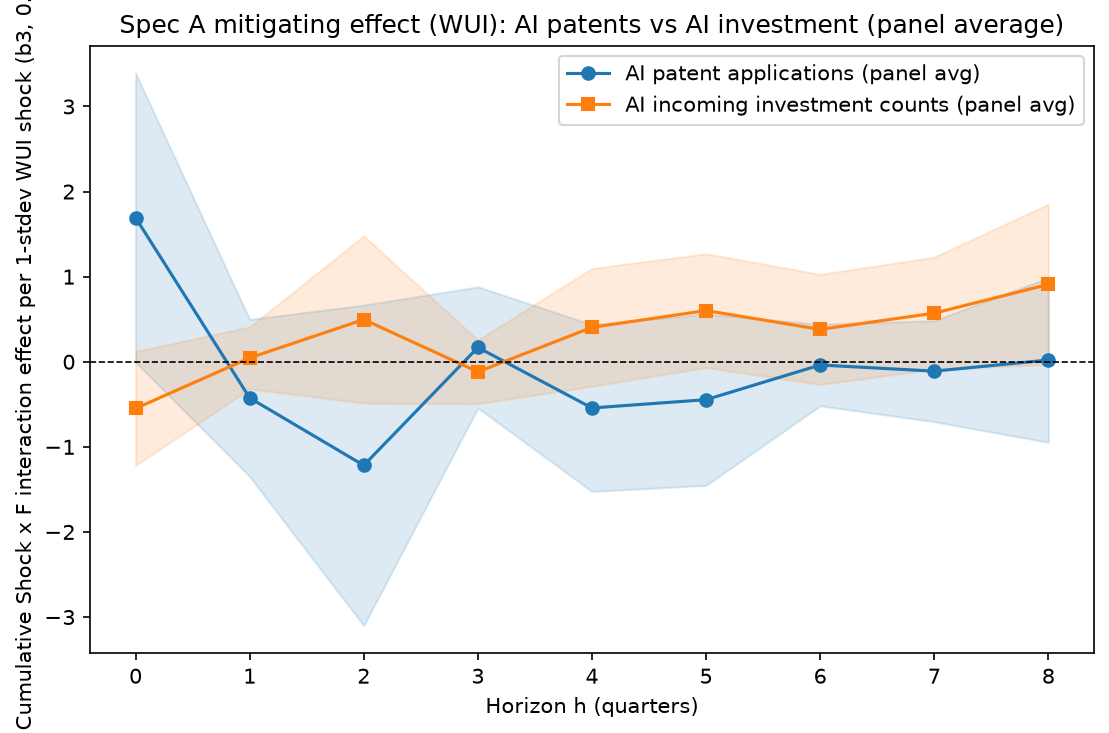 Spec A mitigating effect (WUI): AI patents vs AI investment (panel average)
Cumulative Shock x F interaction effect per 1-stdev WUI shock (b3, 0.
AI patent applications (panel avg)
AI incoming investment counts (panel avg)
3
2
1
0
−1
−2
−3
0 1 2 3 4 5 6 7 8
Horizon h (quarters)